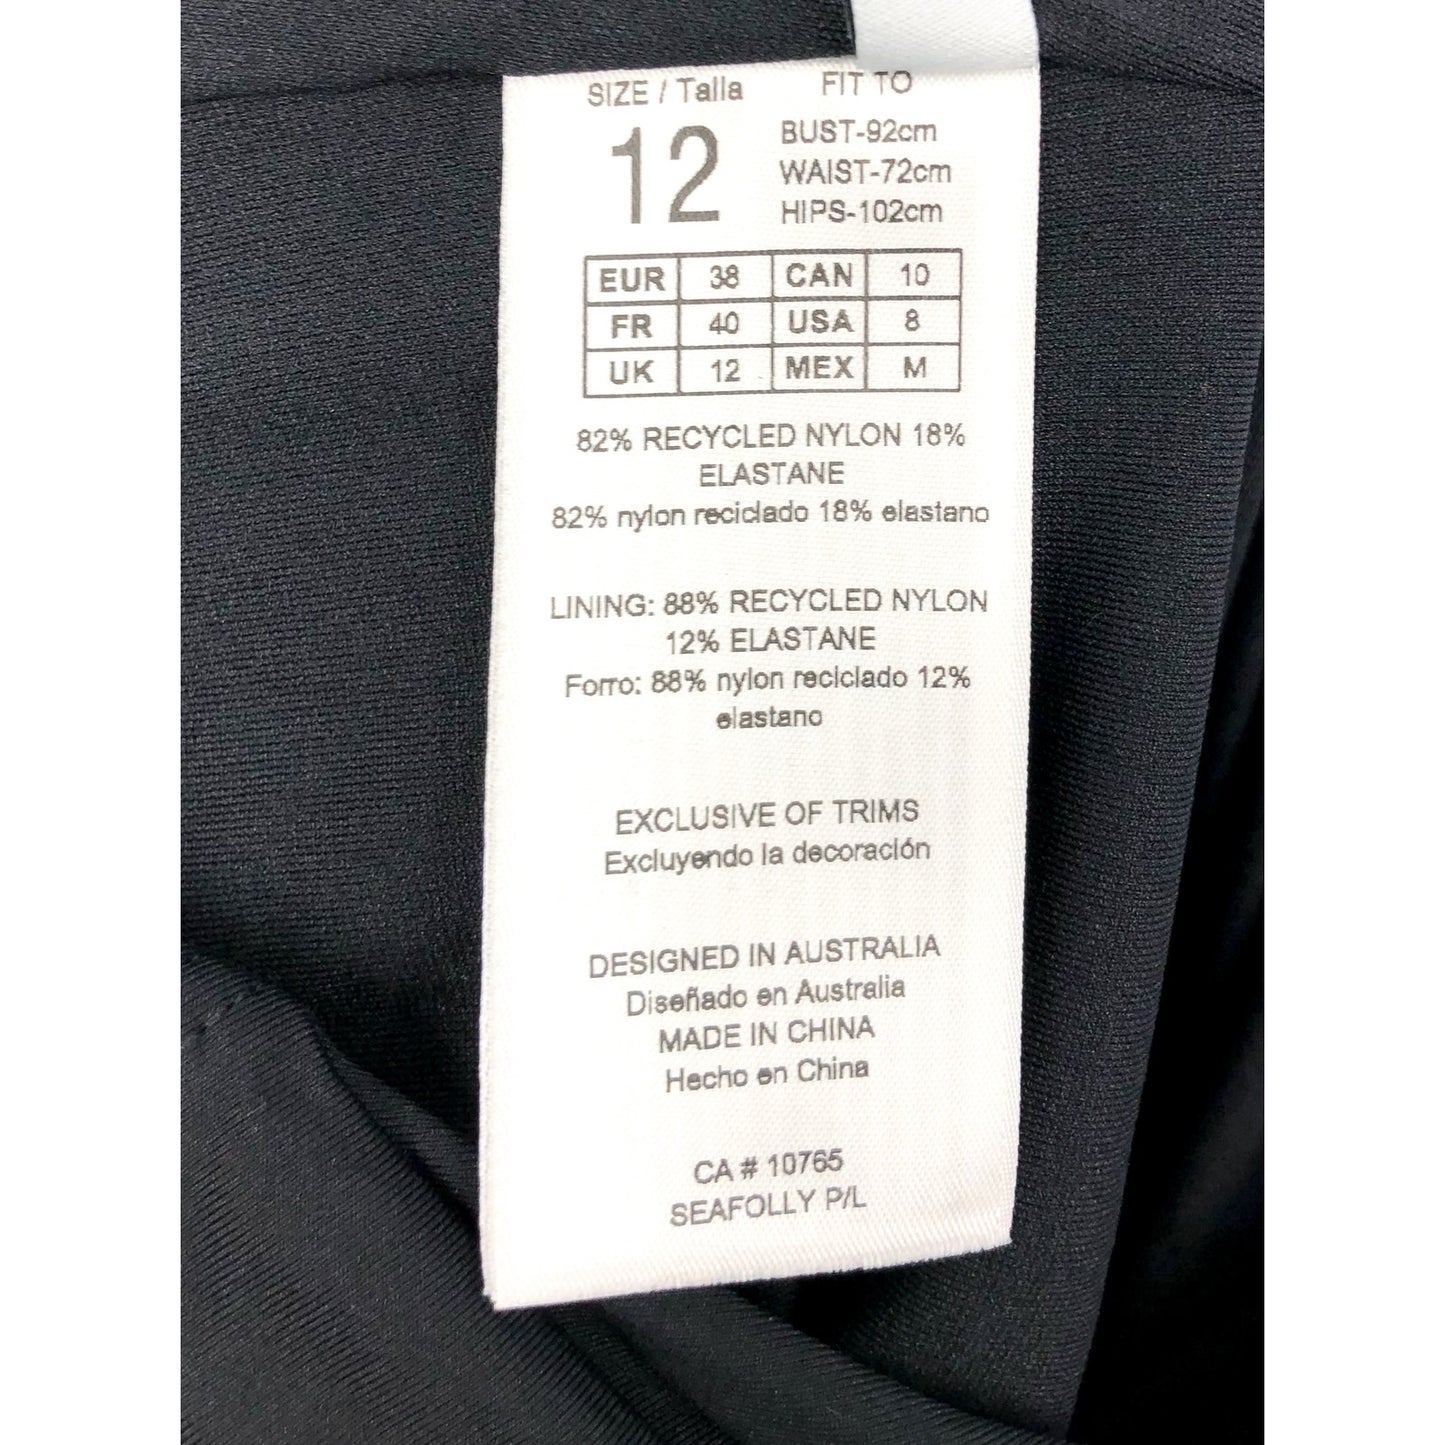 SIZE / Talla FIT TO
12
BUST-92cm
WAIST-72cm
HIPS-102cm
EUR 38 CAN 10
FR 40 USA 8
UK 12 MEX M
82% RECYCLED NYLON 18%
ELASTANE
82% nylon reciclado 18% elastano
LINING: 88% RECYCLED NYLON
12% ELASTANE
Forro: 88% nylon reciclado 12%
elastano
EXCLUSIVE OF TRIMS
Excluyendo la decoración
DESIGNED IN AUSTRALIA
Diseñado en Australia
MADE IN CHINA
Hecho en China
CA # 10765
SEAFOLLY P/L